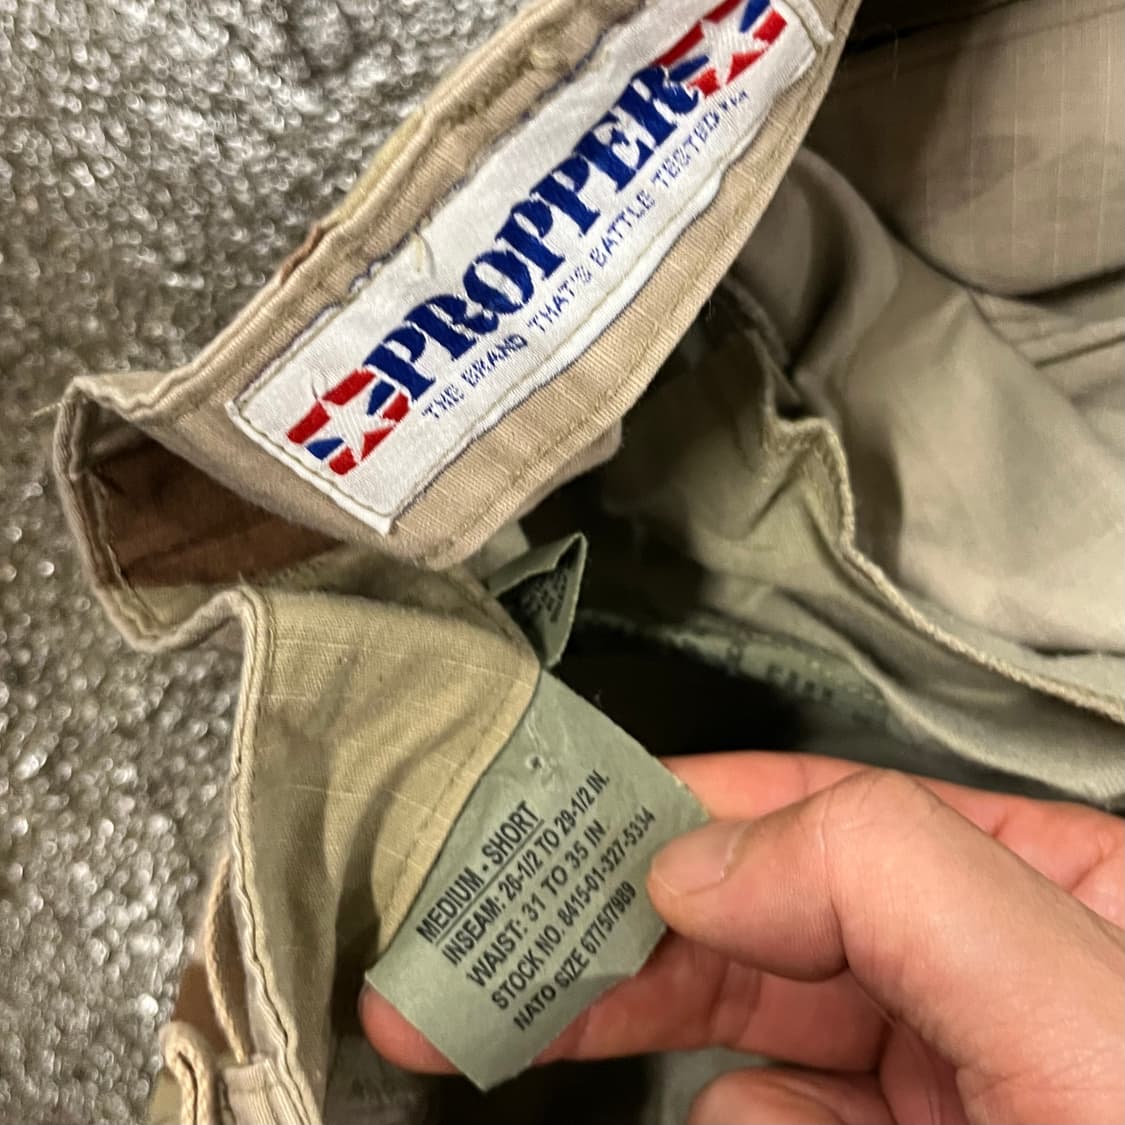 PROPPER
THE BRAND THAT'S BATTLE TESTED™
MEDIUM - SHORT
INSEAM: 26-1/2 TO 29-1/2 IN.
WAIST: 31 TO 35 IN.
STOCK NO. 8415-01-327-5334
NATO SIZE 6775/7989